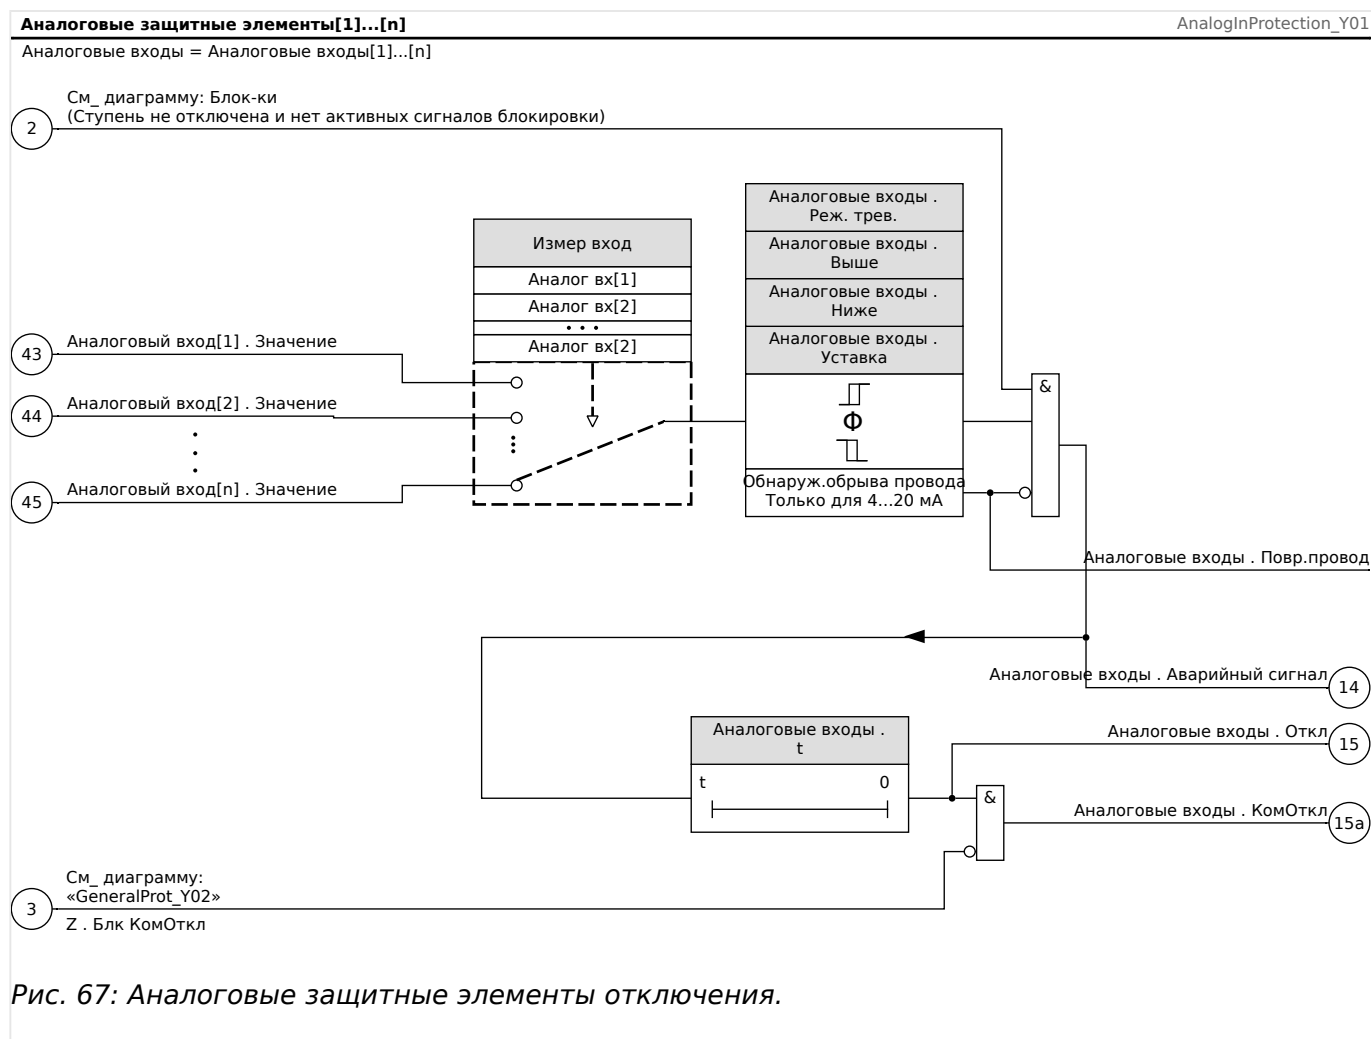 Аналоговые защитные элементы[1]...[n]
AnalogInProtection_Y01
Аналоговые входы = Аналоговые входы[1]...[n]
См_ диаграмму: Блок-ки
(Ступень не отключена и нет активных сигналов блокировки)
2
Аналоговые входы .
Реж. трев.
Аналоговые входы .
Выше
Аналоговые входы .
Ниже
Аналоговые входы .
Уставка
Измер вход
Аналог вх[1]
Аналог вх[2]
• • •
Аналог вх[2]
43
Аналоговый вход[1] . Значение
44
Аналоговый вход[2] . Значение
45
Аналоговый вход[n] . Значение
Φ
&
Обнаруж.обрыва провода
Только для 4...20 мА
Аналоговые входы . Повр.провод
Аналоговые входы . Аварийный сигнал
14
Аналоговые входы .
t
t 0
Аналоговые входы . Откл
15
&
Аналоговые входы . КомОткл
15a
См_ диаграмму:
«GeneralProt_Y02»
3
Z . Блк КомОткл
Рис. 67: Аналоговые защитные элементы отключения.